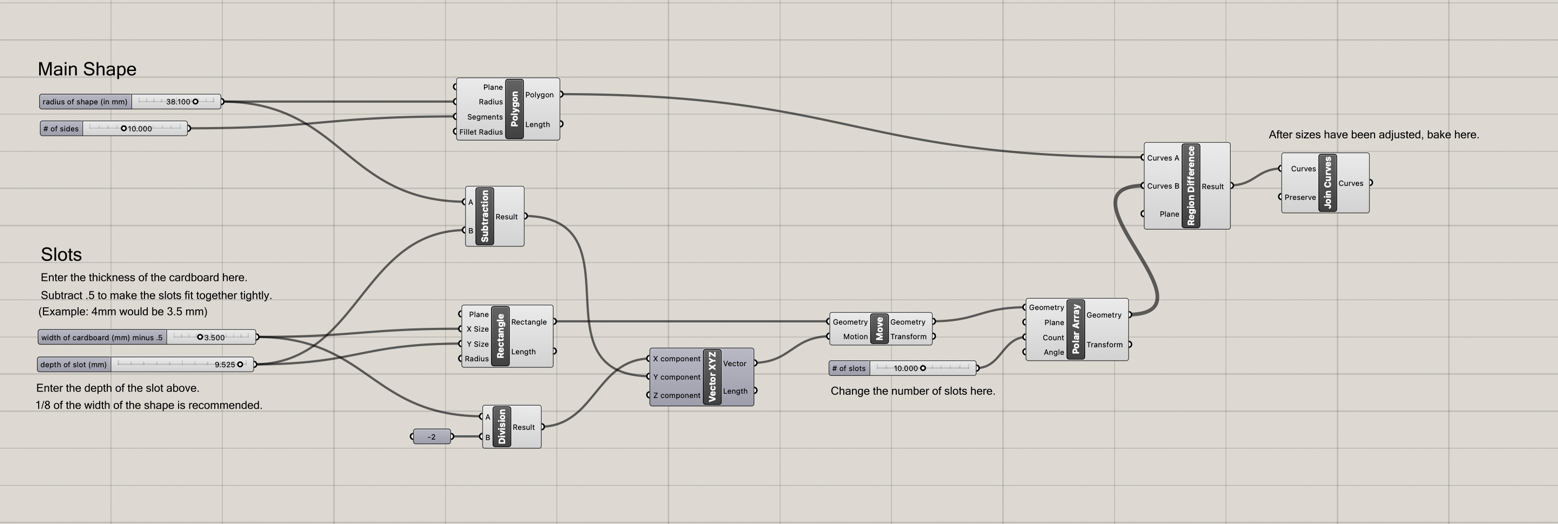 Main Shape
radius of shape (in mm) 38.100
# of sides 10.000
Plane
Radius
Segments
Fillet Radius
Polygon
Polygon
Length
A
B
Subtraction
Result
Slots
Enter the thickness of the cardboard here.
Subtract .5 to make the slots fit together tightly.
(Example: 4mm would be 3.5 mm)
width of cardboard (mm) minus .5 3.500
depth of slot (mm) 9.525
Enter the depth of the slot above.
1/8 of the width of the shape is recommended.
Plane
X Size
Y Size
Radius
Rectangle
Rectangle
Length
-2
A
B
Division
Result
X component
Y component
Z component
Vector XYZ
Vector
Length
Geometry
Motion
Move
Geometry
Transform
# of slots 10.000
Change the number of slots here.
Geometry
Plane
Count
Angle
Polar Array
Geometry
Transform
Curves A
Curves B
Plane
Region Difference
Result
After sizes have been adjusted, bake here.
Curves
Preserve
Join Curves
Curves